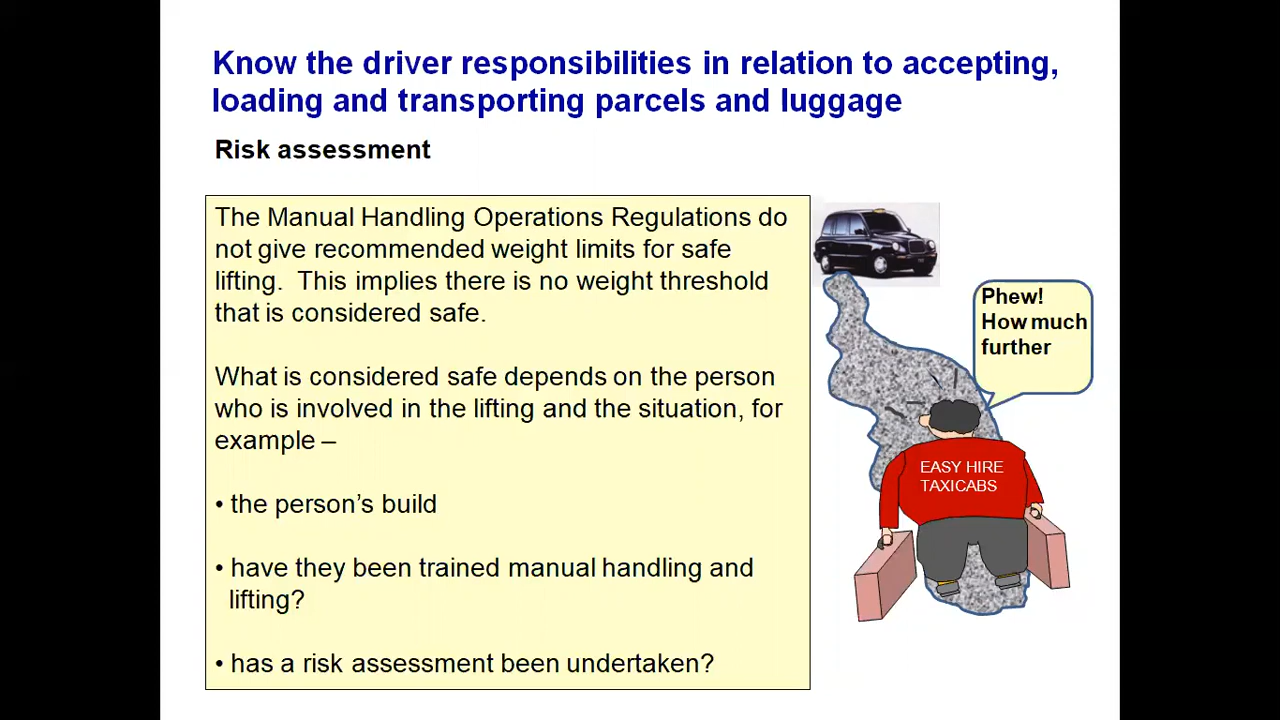 Know the driver responsibilities in relation to accepting,
loading and transporting parcels and luggage
Risk assessment
The Manual Handling Operations Regulations do
not give recommended weight limits for safe
lifting.  This implies there is no weight threshold
that is considered safe.
What is considered safe depends on the person
who is involved in the lifting and the situation, for
example –
• the person’s build
• have they been trained manual handling and
lifting?
• has a risk assessment been undertaken?
Phew!
How much
further
EASY HIRE
TAXICABS